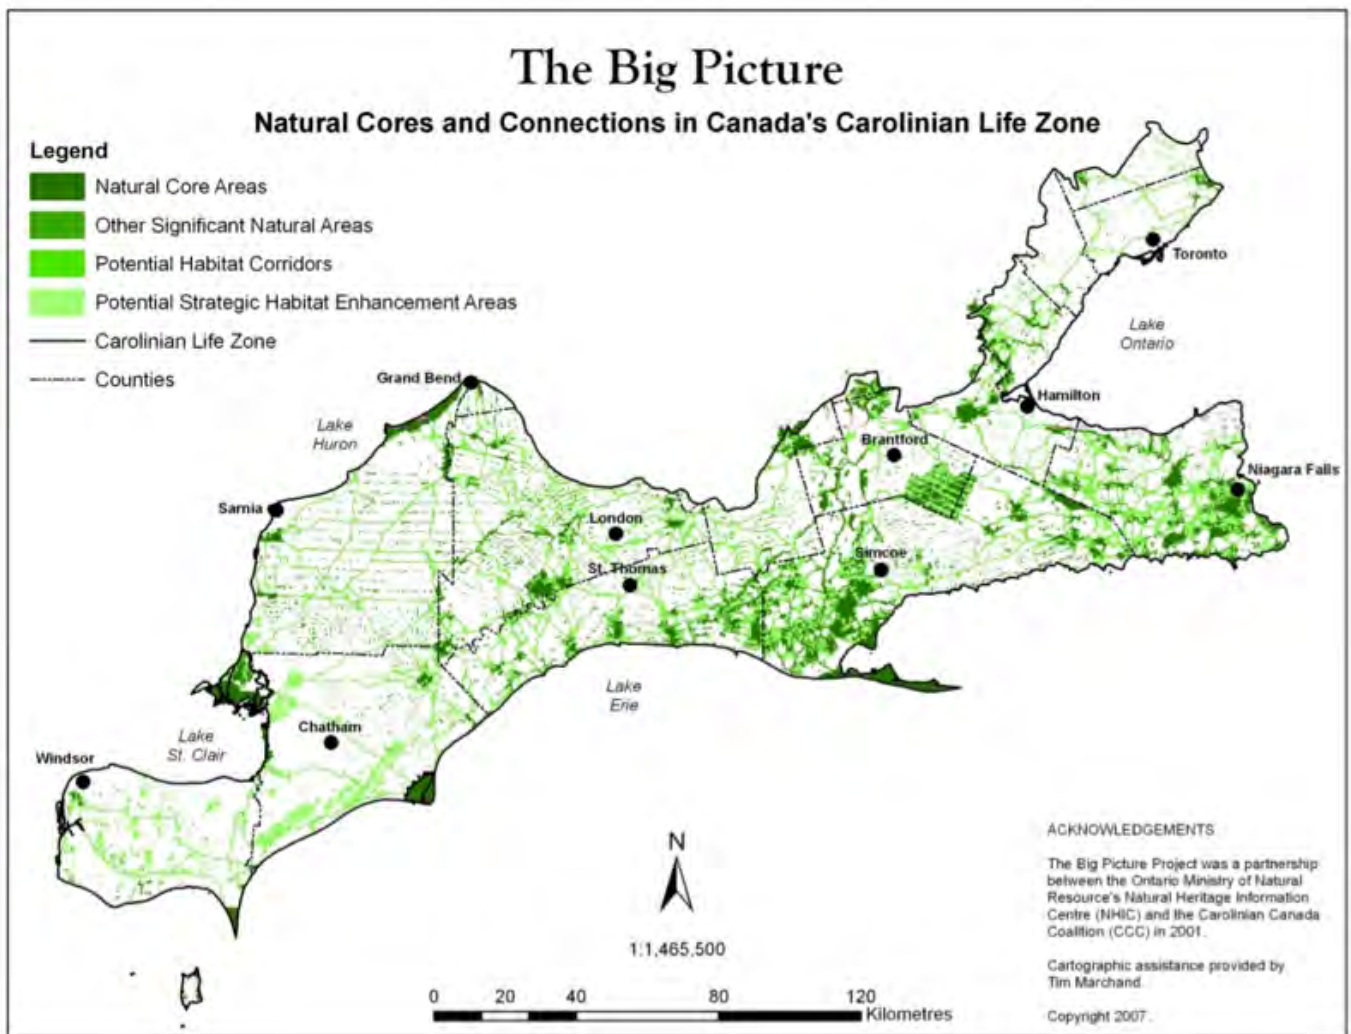 The Big Picture
Natural Cores and Connections in Canada's Carolinian Life Zone
Legend
Natural Core Areas
Other Significant Natural Areas
Potential Habitat Corridors
Potential Strategic Habitat Enhancement Areas
Carolinian Life Zone
Counties
Toronto
Lake
Ontario
Grand Bend
Hamilton
Lake
Huron
Brantford
Niagara Falls
Sarnia
London
Simcoe
St. Thomas
Lake
Erie
Chatham
Lake
St. Clair
Windsor
N
1:1,465,500
0 20 40 80 120
Kilometres
ACKNOWLEDGEMENTS
The Big Picture Project was a partnership
between the Ontario Ministry of Natural
Resource's Natural Heritage Information
Centre (NHIC) and the Carolinian Canada
Coalition (CCC) in 2001.
Cartographic assistance provided by
Tim Marchand.
Copyright 2007.